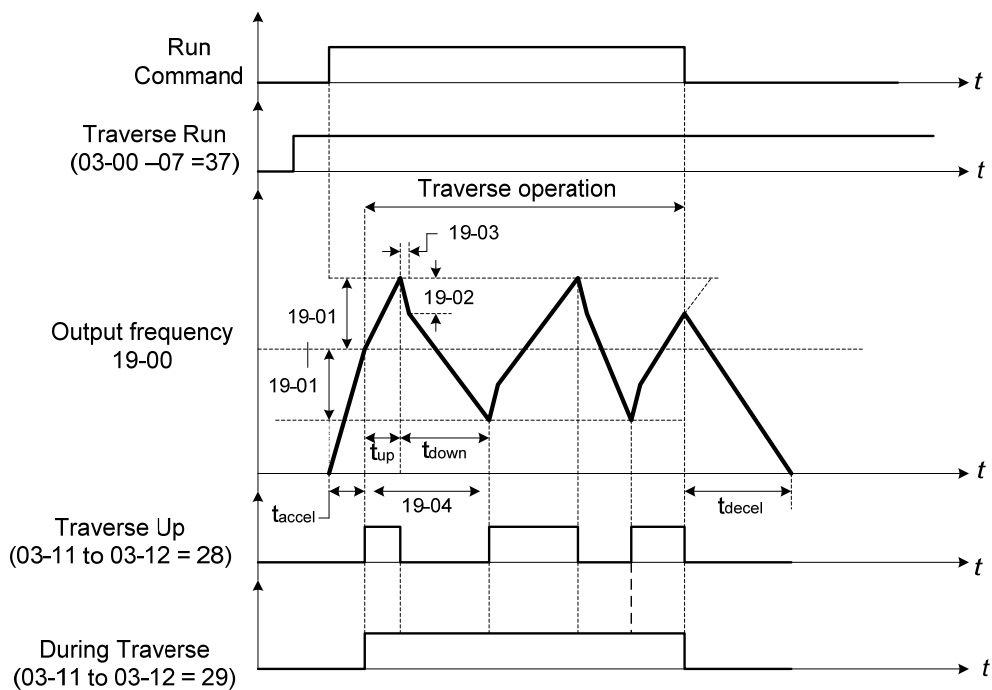 Run
Command
t
Traverse Run
(03-00 –07 =37)
t
Traverse operation
19-03
19-02
19-01
Output frequency
19-00
19-01
tup
tdown
t
taccel
19-04
tdecel
Traverse Up
(03-11 to 03-12 = 28)
t
During Traverse
(03-11 to 03-12 = 29)
t